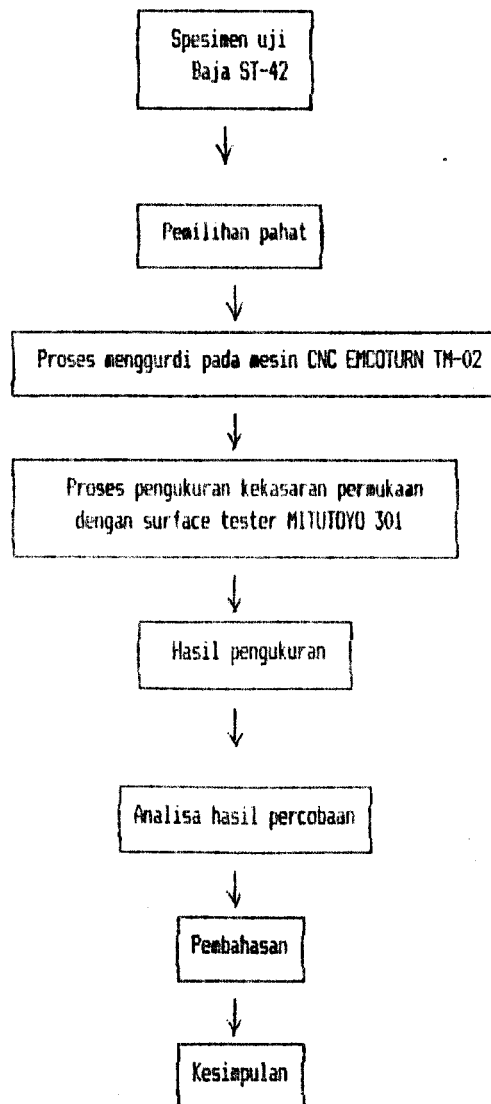 Spesimen uji
Baja ST-42
Pemilihan pahat
Proses menggurdi pada mesin CNC EMCOTURN TM-02
Proses pengukuran kekasaran permukaan
dengan surface tester MITUTOYO 301
Hasil pengukuran
Analisa hasil percobaan
Pembahasan
Kesimpulan